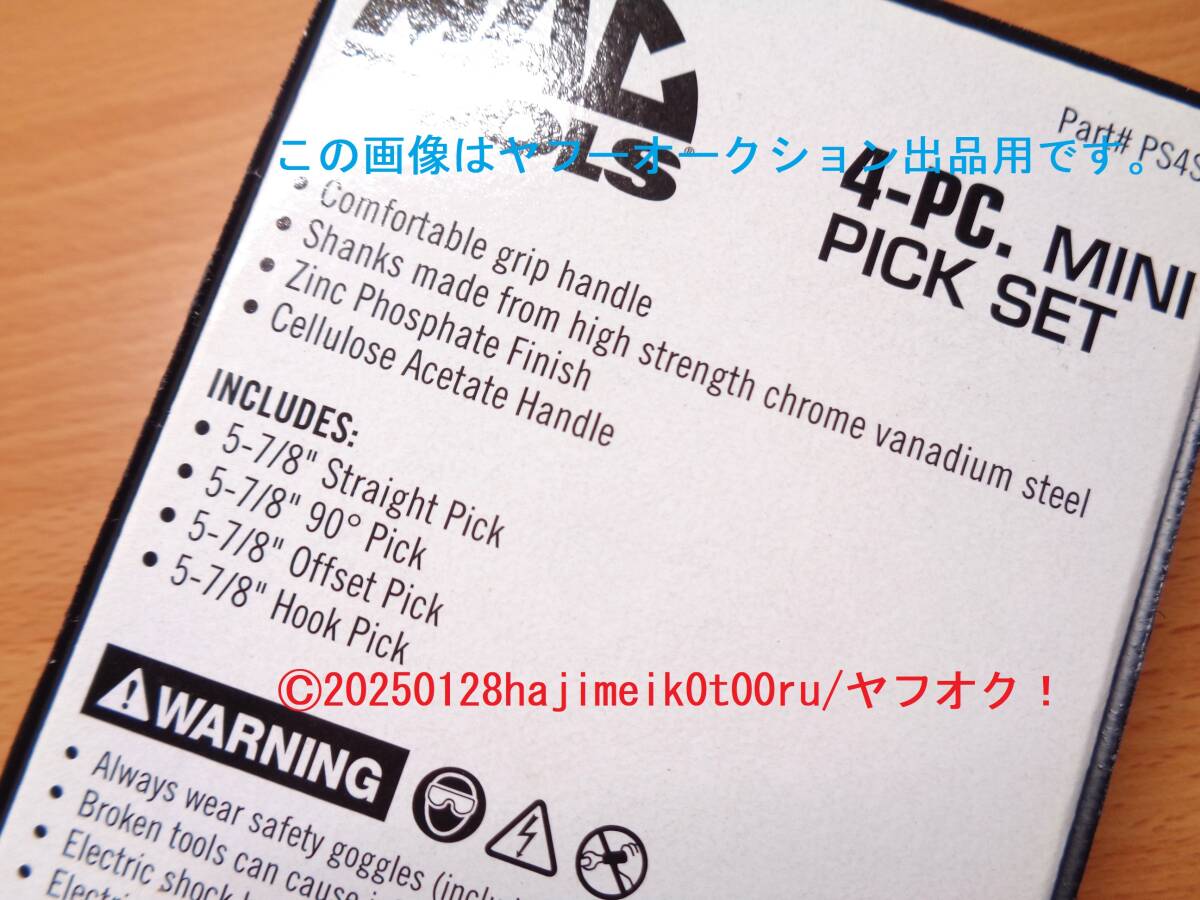 MAC
Part# PS4S
この画像はヤフーオークション出品用です。
4-PC. MINI
PICK SET
• Comfortable grip handle
• Shanks made from high strength chrome vanadium steel
• Zinc Phosphate Finish
• Cellulose Acetate Handle
INCLUDES:
• 5-7/8" Straight Pick
• 5-7/8" 90° Pick
• 5-7/8" Offset Pick
• 5-7/8" Hook Pick
©20250128hajimeik0t00ru/ヤフオク！
WARNING
• Always wear safety goggles
• Broken tools can cause
• Electric shock